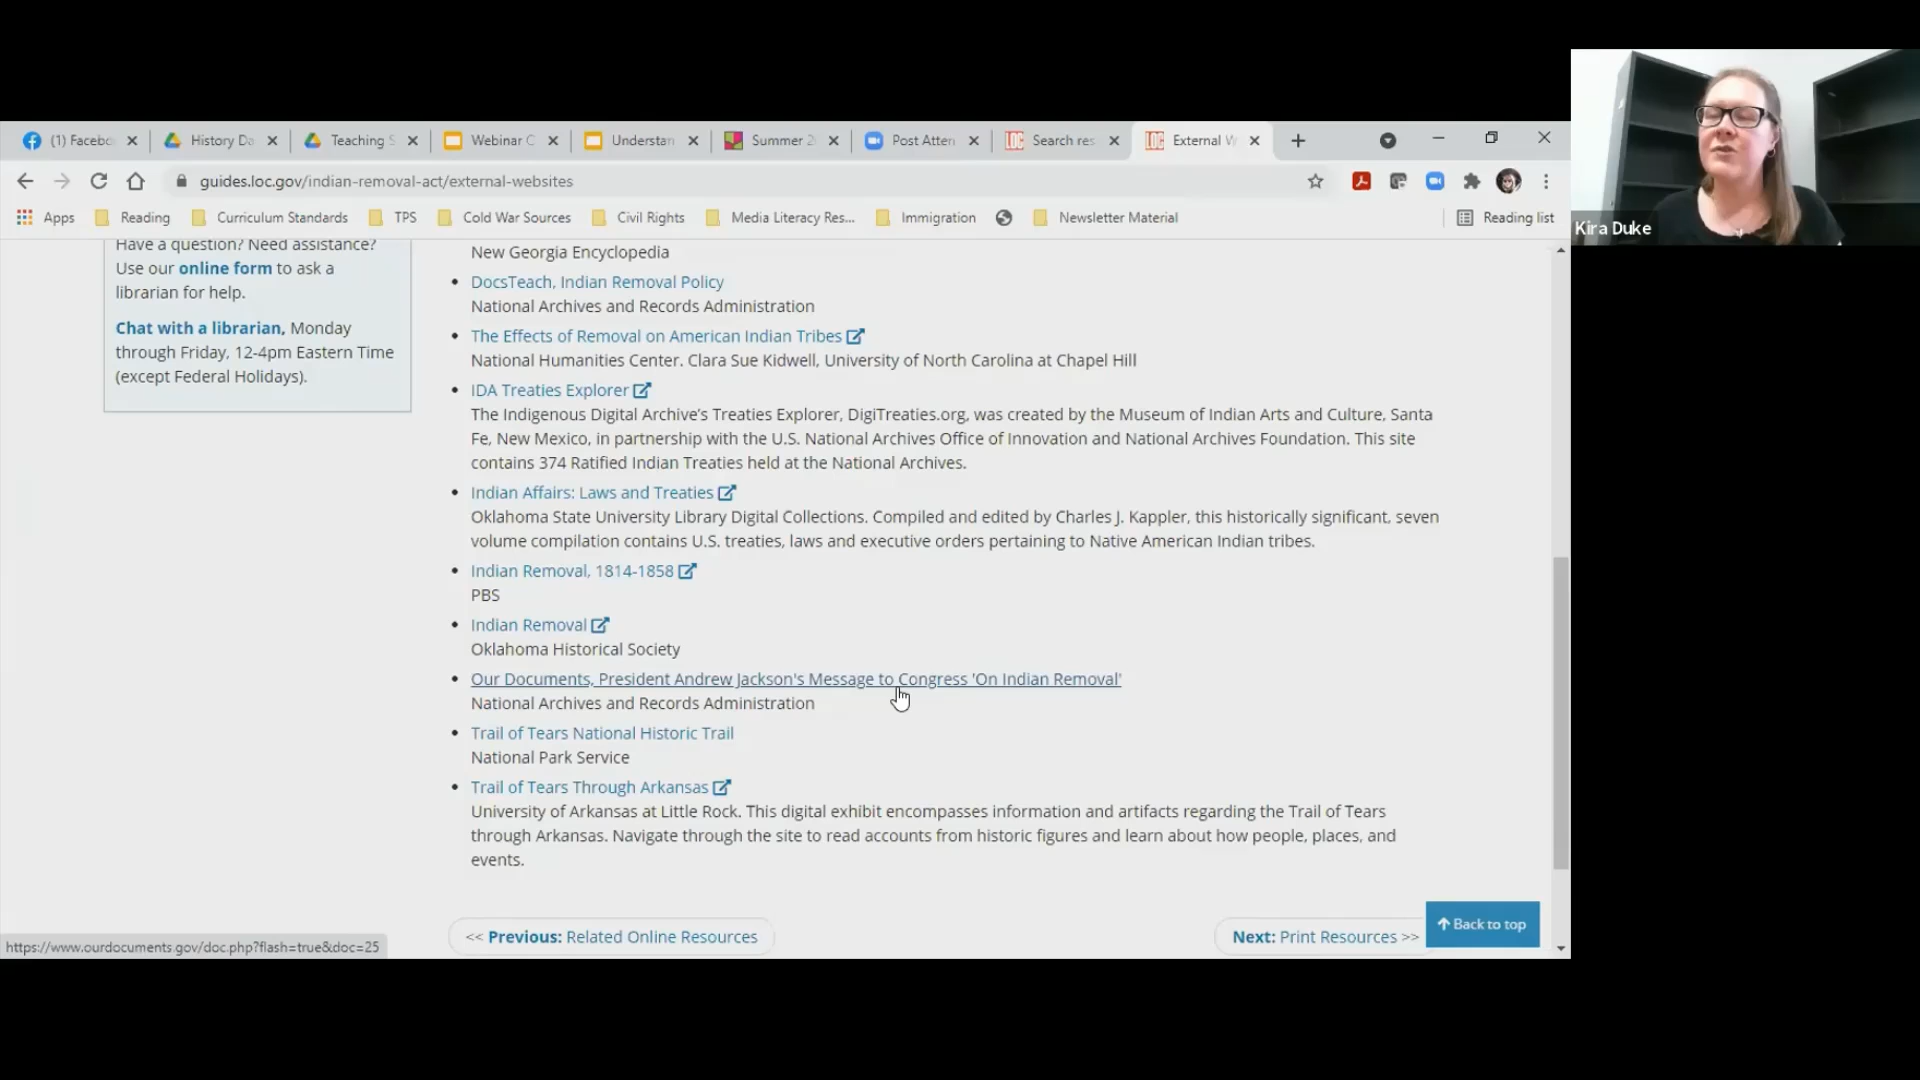 (1) Facebo
History Da
Teaching S
Webinar C
Understan
Summer 2
Post Atten
LOC Search res
LOC External W
guides.loc.gov/indian-removal-act/external-websites
Apps
Reading
Curriculum Standards
TPS
Cold War Sources
Civil Rights
Media Literacy Res...
Immigration
Newsletter Material
Reading list
Kira Duke
Have a question? Need assistance?
Use our online form to ask a
librarian for help.
Chat with a librarian, Monday
through Friday, 12-4pm Eastern Time
(except Federal Holidays).
New Georgia Encyclopedia
DocsTeach, Indian Removal Policy
National Archives and Records Administration
The Effects of Removal on American Indian Tribes
National Humanities Center. Clara Sue Kidwell, University of North Carolina at Chapel Hill
IDA Treaties Explorer
The Indigenous Digital Archive's Treaties Explorer, DigiTreaties.org, was created by the Museum of Indian Arts and Culture, Santa
Fe, New Mexico, in partnership with the U.S. National Archives Office of Innovation and National Archives Foundation. This site
contains 374 Ratified Indian Treaties held at the National Archives.
Indian Affairs: Laws and Treaties
Oklahoma State University Library Digital Collections. Compiled and edited by Charles J. Kappler, this historically significant, seven
volume compilation contains U.S. treaties, laws and executive orders pertaining to Native American Indian tribes.
Indian Removal, 1814-1858
PBS
Indian Removal
Oklahoma Historical Society
Our Documents, President Andrew Jackson's Message to Congress 'On Indian Removal'
National Archives and Records Administration
Trail of Tears National Historic Trail
National Park Service
Trail of Tears Through Arkansas
University of Arkansas at Little Rock. This digital exhibit encompasses information and artifacts regarding the Trail of Tears
through Arkansas. Navigate through the site to read accounts from historic figures and learn about how people, places, and
events.
<< Previous: Related Online Resources
Next: Print Resources >>
Back to top
https://www.ourdocuments.gov/doc.php?flash=true&doc=25